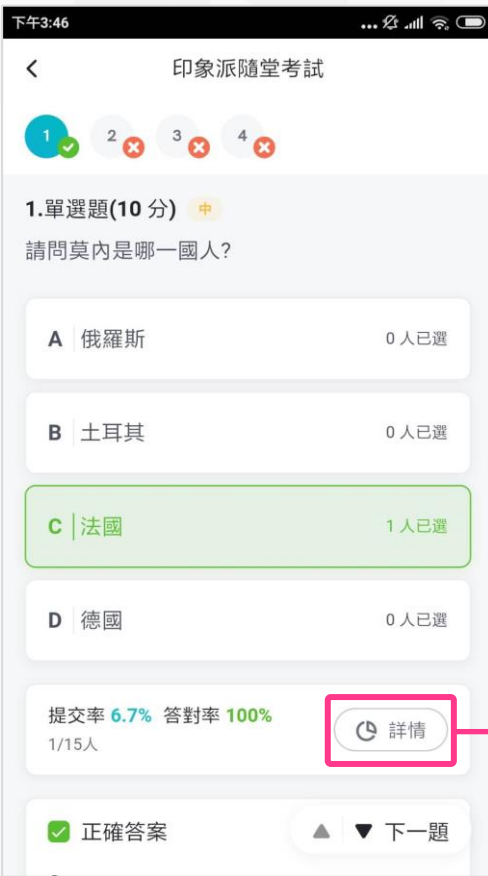 下午3:46
印象派隨堂考試
1 2 3 4
1.單選題(10 分) 中
請問莫內是哪一國人?
A 俄羅斯 0 人已選
B 土耳其 0 人已選
C 法國 1 人已選
D 德國 0 人已選
提交率 6.7% 答對率 100%
1/15人
詳情
正確答案
下一題